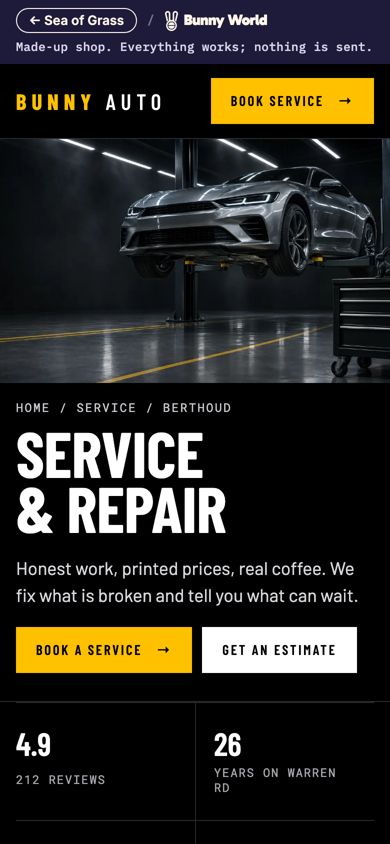 ← Sea of Grass / Bunny World
Made-up shop. Everything works; nothing is sent.
BUNNY AUTO
BOOK SERVICE →
HOME / SERVICE / BERTHOUD
SERVICE
& REPAIR
Honest work, printed prices, real coffee. We
fix what is broken and tell you what can wait.
BOOK A SERVICE →
GET AN ESTIMATE
4.9
212 REVIEWS
26
YEARS ON WARREN
RD